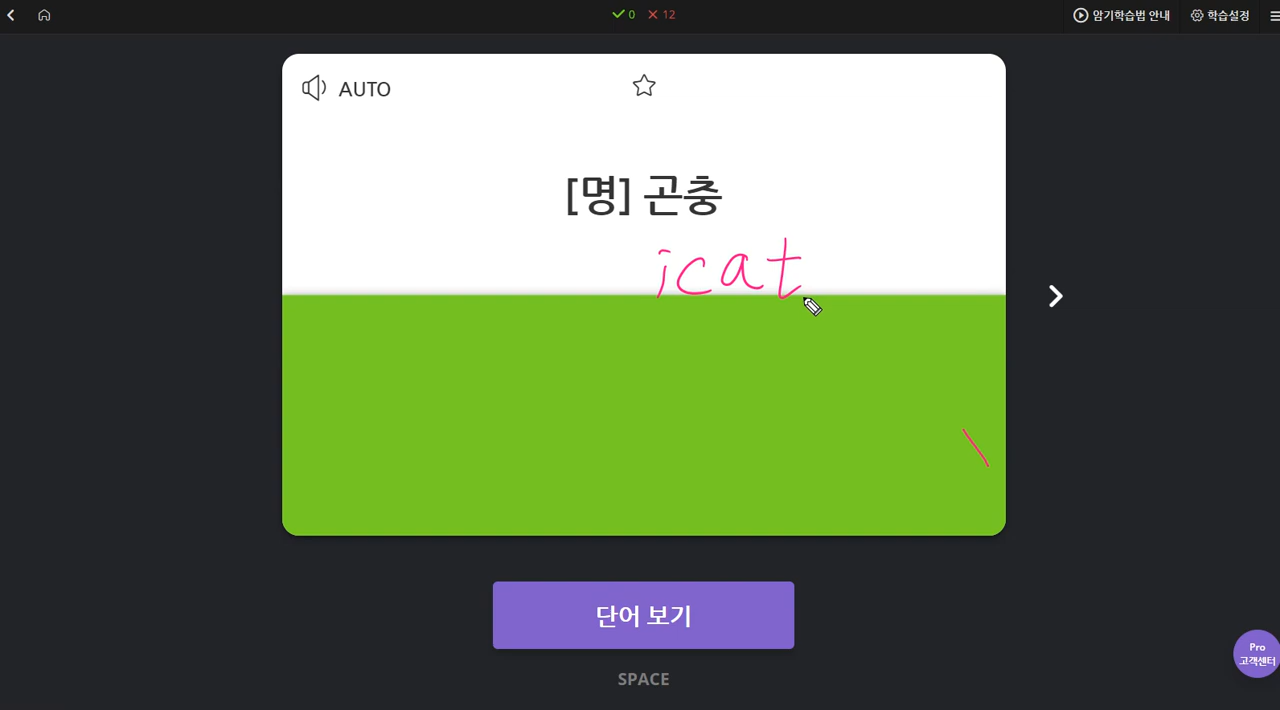 0 12 암기학습법 안내 학습설정
AUTO
[명] 곤충
icat
단어 보기
SPACE
Pro
고객센터